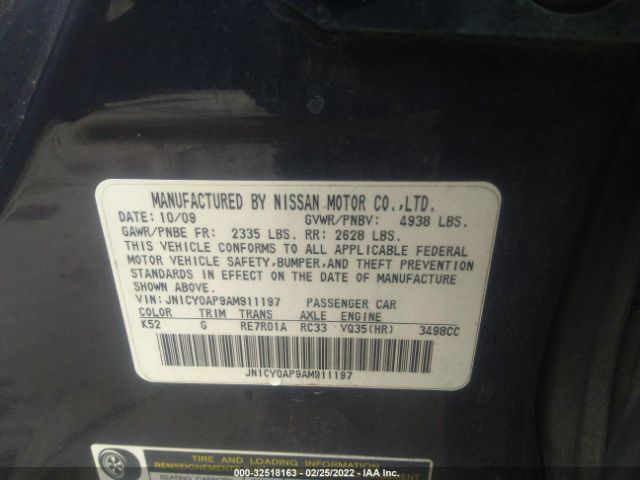 MANUFACTURED BY NISSAN MOTOR CO.,LTD.
DATE: 10/09 GVWR/PNBV: 4938 LBS.
GAWR/PNBE FR: 2335 LBS. RR: 2628 LBS.
THIS VEHICLE CONFORMS TO ALL APPLICABLE FEDERAL
MOTOR VEHICLE SAFETY,BUMPER,AND THEFT PREVENTION
STANDARDS IN EFFECT ON THE DATE OF MANUFACTURE
SHOWN ABOVE.
VIN: JN1CY0AP9AM911197 PASSENGER CAR
COLOR TRIM TRANS AXLE ENGINE
K52 G RE7R01A RC33 VQ35(HR) 3498CC
JN1CY0AP9AM911197
TIRE AND LOADING INFORMATION
000-32518163 - 02/25/2022 - IAA Inc.